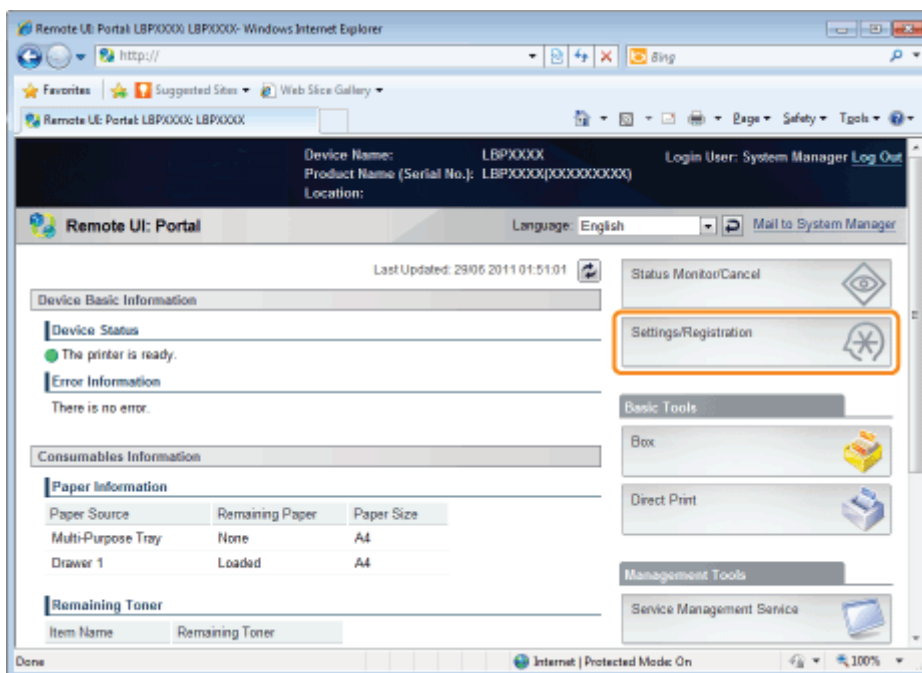 Remote UI: Portal: LBPXXXX: LBPXXXX - Windows Internet Explorer
http://
Bing
Favorites Suggested Sites Web Slice Gallery
Remote UI: Portal: LBPXXXX: LBPXXXX
Page Safety Tools
Device Name: LBPXXXX
Login User: System Manager Log Out
Product Name (Serial No.): LBPXXXX(XXXXXXXXX)
Location:
Remote UI: Portal
Language: English
Mail to System Manager
Last Updated: 29/06 2011 01:51:01
Status Monitor/Cancel
Device Basic Information
Device Status
Settings/Registration
The printer is ready.
Error Information
There is no error.
Basic Tools
Box
Consumables Information
Paper Information
Direct Print
Paper Source Remaining Paper Paper Size
Multi-Purpose Tray None A4
Drawer 1 Loaded A4
Management Tools
Remaining Toner
Service Management Service
Item Name Remaining Toner
Done
Internet | Protected Mode: On
100%